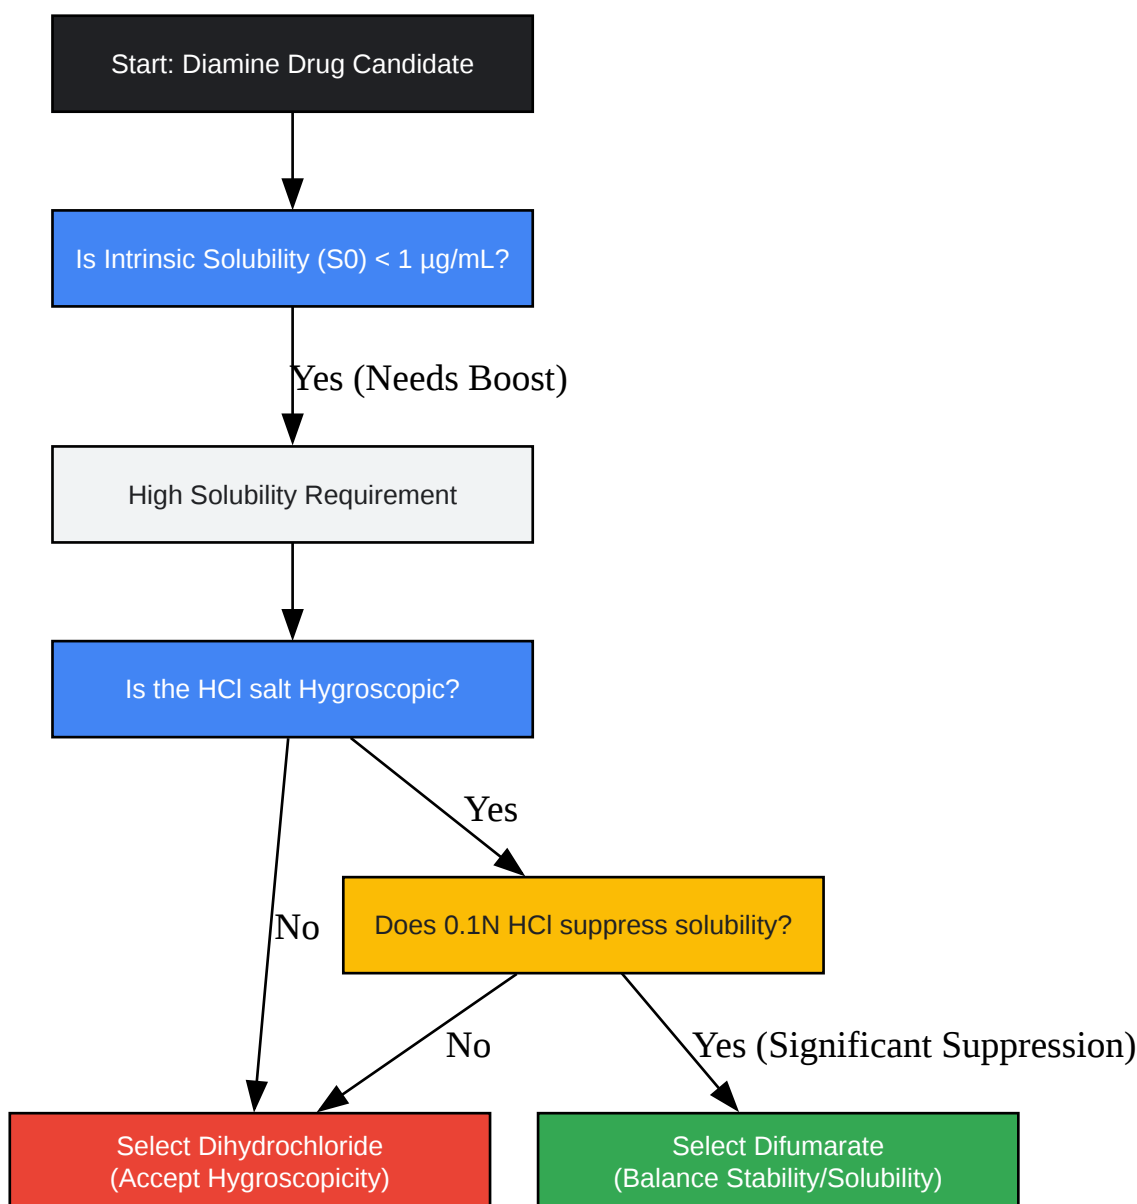 Start: Diamine Drug Candidate
Is Intrinsic Solubility (S0) < 1 µg/mL?
Yes (Needs Boost)
High Solubility Requirement
Is the HCl salt Hygroscopic?
Yes
No
Does 0.1N HCl suppress solubility?
No
Yes (Significant Suppression)
Select Dihydrochloride
(Accept Hygroscopicity)
Select Difumarate
(Balance Stability/Solubility)